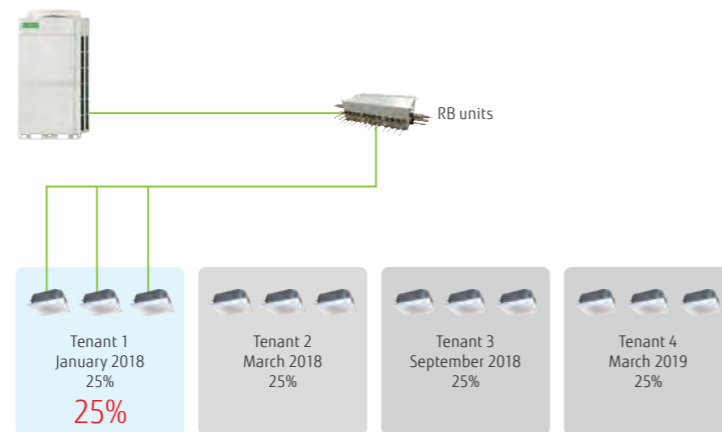 RB units
Tenant 1
January 2018
25%
25%
Tenant 2
March 2018
25%
Tenant 3
September 2018
25%
Tenant 4
March 2019
25%